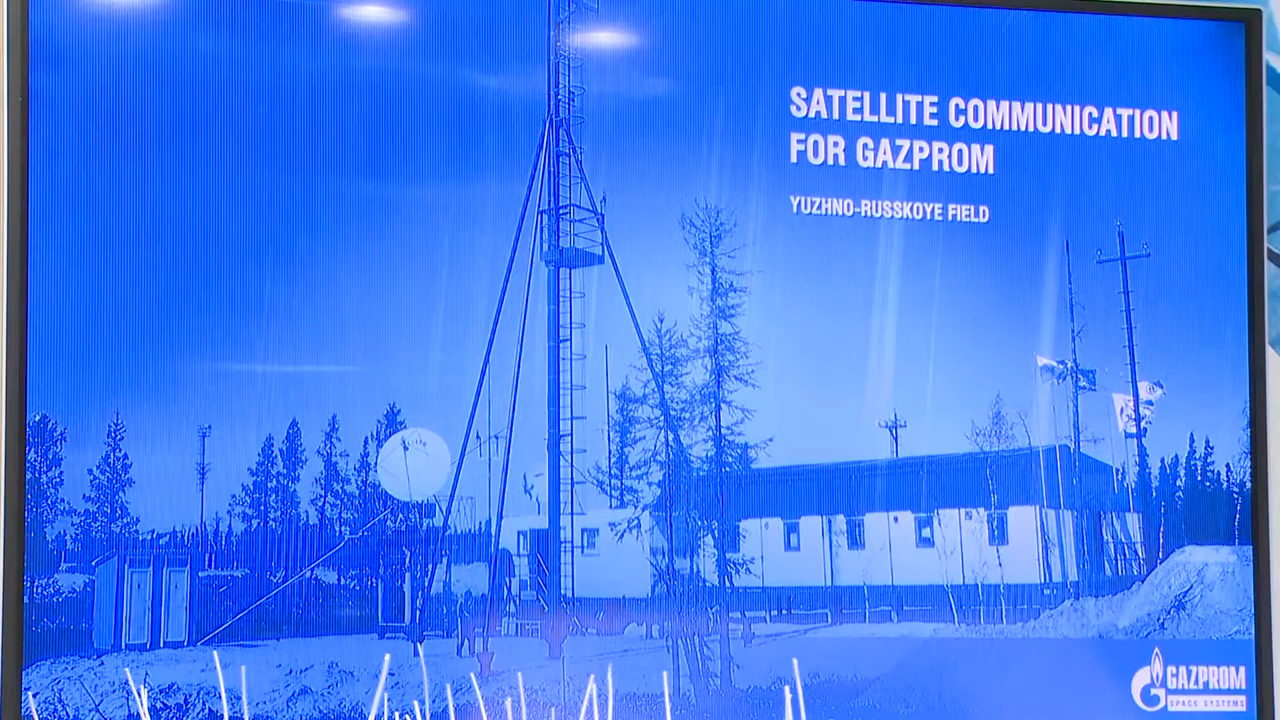 SATELLITE COMMUNICATION
FOR GAZPROM
YUZHNO-RUSSKOYE FIELD
GAZPROM
SPACE SYSTEMS